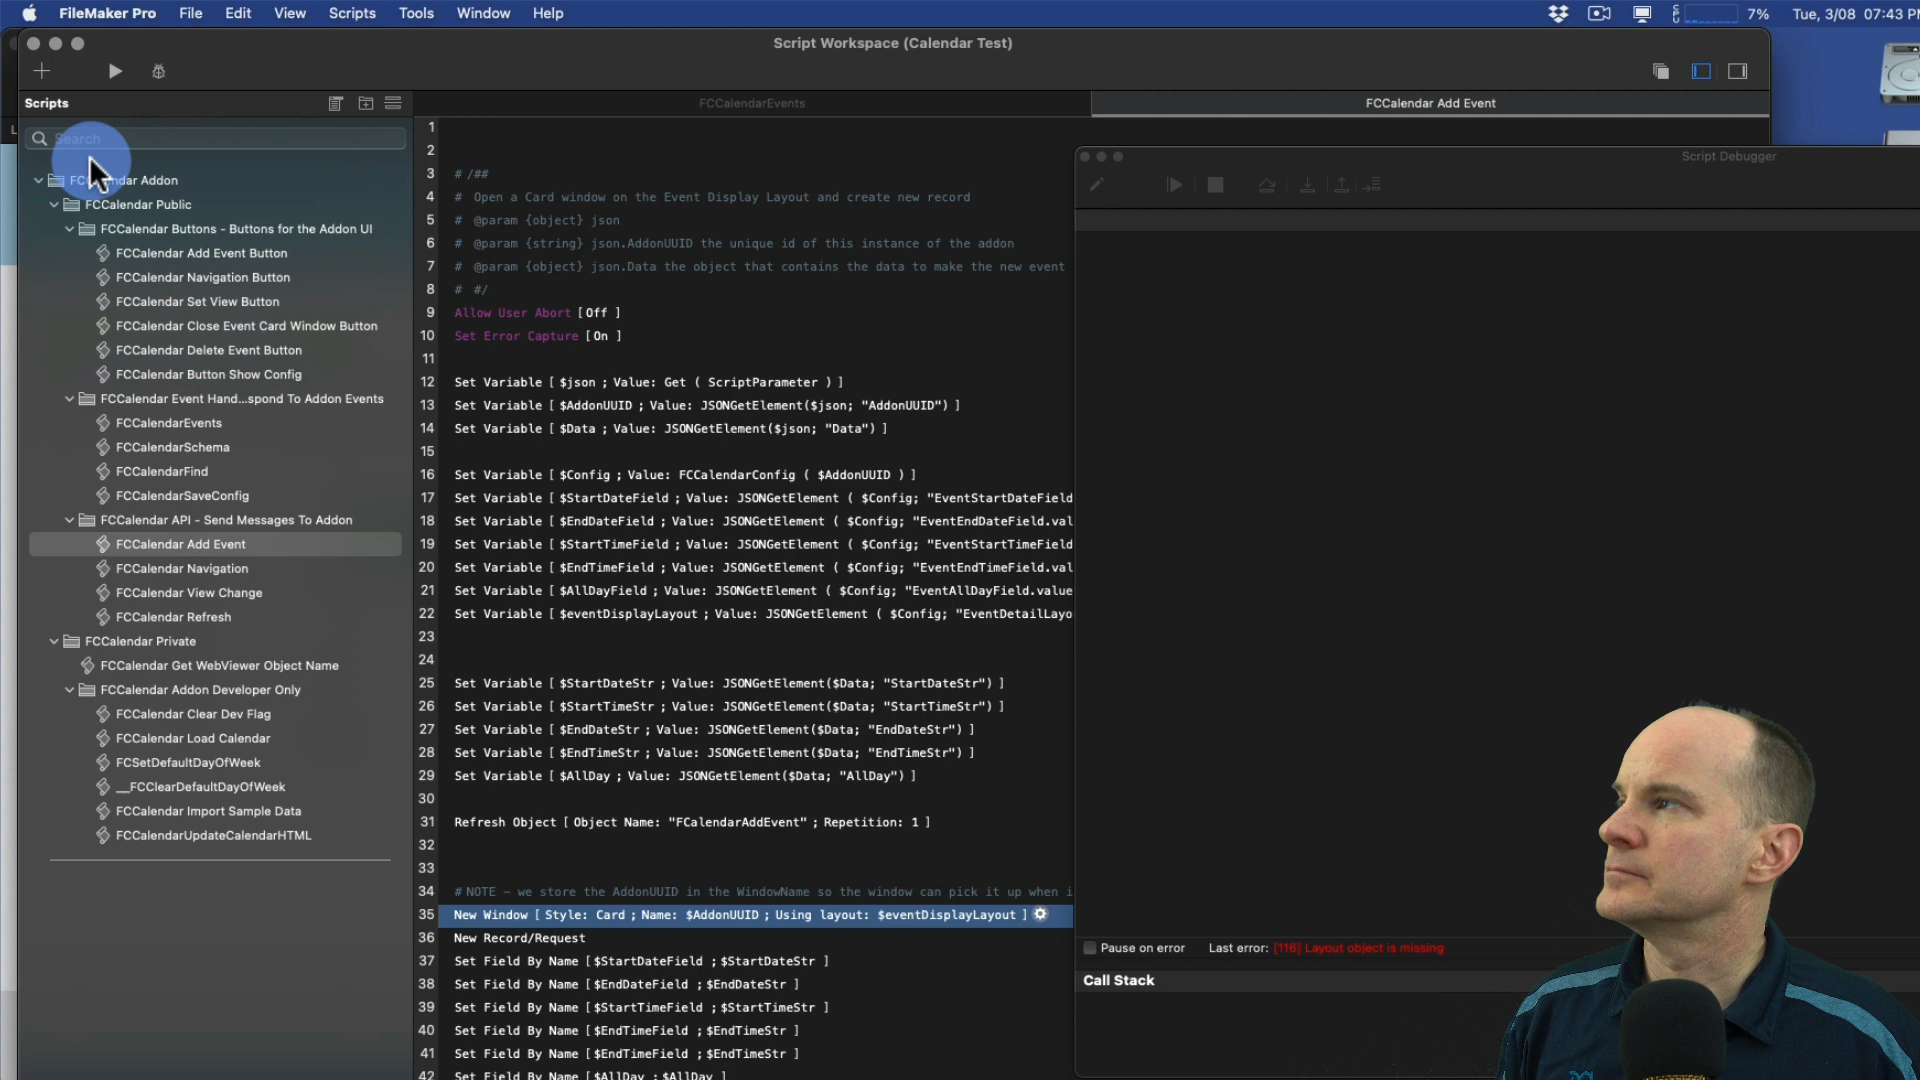 FileMaker Pro File Edit View Scripts Tools Window Help
7% Tue, 3/08 07:43 PM
Script Workspace (Calendar Test)
Scripts
FCCalendarEvents
FCCalendar Add Event
Search
FCCalendar Addon
FCCalendar Public
FCCalendar Buttons - Buttons for the Addon UI
FCCalendar Add Event Button
FCCalendar Navigation Button
FCCalendar Set View Button
FCCalendar Close Event Card Window Button
FCCalendar Delete Event Button
FCCalendar Button Show Config
FCCalendar Event Hand...spond To Addon Events
FCCalendarEvents
FCCalendarSchema
FCCalendarFind
FCCalendarSaveConfig
FCCalendar API - Send Messages To Addon
FCCalendar Add Event
FCCalendar Navigation
FCCalendar View Change
FCCalendar Refresh
FCCalendar Private
FCCalendar Get WebViewer Object Name
FCCalendar Addon Developer Only
FCCalendar Clear Dev Flag
FCCalendar Load Calendar
FCSetDefaultDayOfWeek
__FCClearDefaultDayOfWeek
FCCalendar Import Sample Data
FCCalendarUpdateCalendarHTML
1
2
3 # /##
4 # Open a Card window on the Event Display Layout and create new record
5 # @param {object} json
6 # @param {string} json.AddonUUID the unique id of this instance of the addon
7 # @param {object} json.Data the object that contains the data to make the new event
8 # #/
9 Allow User Abort [ Off ]
10 Set Error Capture [ On ]
11
12 Set Variable [ $json ; Value: Get ( ScriptParameter ) ]
13 Set Variable [ $AddonUUID ; Value: JSONGetElement($json; "AddonUUID") ]
14 Set Variable [ $Data ; Value: JSONGetElement($json; "Data") ]
15
16 Set Variable [ $Config ; Value: FCCalendarConfig ( $AddonUUID ) ]
17 Set Variable [ $StartDateField ; Value: JSONGetElement ( $Config; "EventStartDateField
18 Set Variable [ $EndDateField ; Value: JSONGetElement ( $Config; "EventEndDateField.val
19 Set Variable [ $StartTimeField ; Value: JSONGetElement ( $Config; "EventStartTimeField
20 Set Variable [ $EndTimeField ; Value: JSONGetElement ( $Config; "EventEndTimeField.val
21 Set Variable [ $AllDayField ; Value: JSONGetElement ( $Config; "EventAllDayField.value
22 Set Variable [ $eventDisplayLayout ; Value: JSONGetElement ( $Config; "EventDetailLayo
23
24
25 Set Variable [ $StartDateStr ; Value: JSONGetElement($Data; "StartDateStr") ]
26 Set Variable [ $StartTimeStr ; Value: JSONGetElement($Data; "StartTimeStr") ]
27 Set Variable [ $EndDateStr ; Value: JSONGetElement($Data; "EndDateStr") ]
28 Set Variable [ $EndTimeStr ; Value: JSONGetElement($Data; "EndTimeStr") ]
29 Set Variable [ $AllDay ; Value: JSONGetElement($Data; "AllDay") ]
30
31 Refresh Object [ Object Name: "FCalendarAddEvent" ; Repetition: 1 ]
32
33
34 # NOTE - we store the AddonUUID in the WindowName so the window can pick it up when i
35 New Window [ Style: Card ; Name: $AddonUUID ; Using layout: $eventDisplayLayout ]
36 New Record/Request
37 Set Field By Name [ $StartDateField ; $StartDateStr ]
38 Set Field By Name [ $EndDateField ; $EndDateStr ]
39 Set Field By Name [ $StartTimeField ; $StartTimeStr ]
40 Set Field By Name [ $EndTimeField ; $EndTimeStr ]
41 Set Field By Name [ $EndTimeField ; $EndTimeStr ]
42 Set Field By Name [ $AllDay ; $AllDay ]
Script Debugger
Pause on error Last error: [116] Layout object is missing
Call Stack